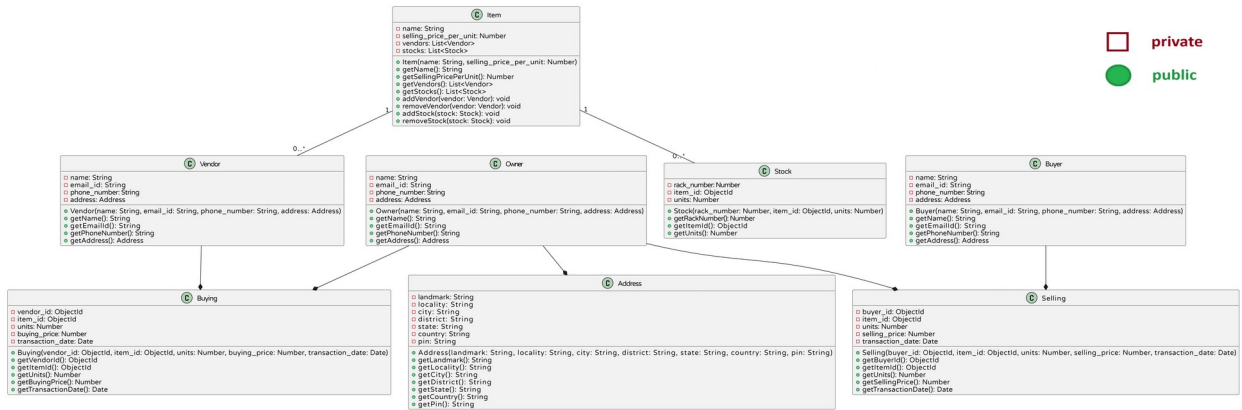 C Item
name: String
selling_price_per_unit: Number
vendors: List<Vendor>
stocks: List<Stock>
Item(name: String, selling_price_per_unit: Number)
getName(): String
getSellingPricePerUnit(): Number
getVendors(): List<Vendor>
getStocks(): List<Stock>
addVendor(vendor: Vendor): void
removeVendor(vendor: Vendor): void
addStock(stock: Stock): void
removeStock(stock: Stock): void
private
public
1
1
0..*
0..*
C Vendor
name: String
email_id: String
phone_number: String
address: Address
Vendor(name: String, email_id: String, phone_number: String, address: Address)
getName(): String
getEmailId(): String
getPhoneNumber(): String
getAddress(): Address
C Owner
name: String
email_id: String
phone_number: String
address: Address
Owner(name: String, email_id: String, phone_number: String, address: Address)
getName(): String
getEmailId(): String
getPhoneNumber(): String
getAddress(): Address
C Stock
rack_number: Number
item_id: ObjectId
units: Number
Stock(rack_number: Number, item_id: ObjectId, units: Number)
getRackNumber(): Number
getItemId(): ObjectId
getUnits(): Number
C Buyer
name: String
email_id: String
phone_number: String
address: Address
Buyer(name: String, email_id: String, phone_number: String, address: Address)
getName(): String
getEmailId(): String
getPhoneNumber(): String
getAddress(): Address
C Buying
vendor_id: ObjectId
item_id: ObjectId
units: Number
buying_price: Number
transaction_date: Date
Buying(vendor_id: ObjectId, item_id: ObjectId, units: Number, buying_price: Number, transaction_date: Date)
getVendorId(): ObjectId
getItemId(): ObjectId
getUnits(): Number
getBuyingPrice(): Number
getTransactionDate(): Date
C Address
landmark: String
locality: String
city: String
district: String
state: String
country: String
pin: String
Address(landmark: String, locality: String, city: String, district: String, state: String, country: String, pin: String)
getLandmark(): String
getLocality(): String
getCity(): String
getDistrict(): String
getState(): String
getCountry(): String
getPin(): String
C Selling
buyer_id: ObjectId
item_id: ObjectId
units: Number
selling_price: Number
transaction_date: Date
Selling(buyer_id: ObjectId, item_id: ObjectId, units: Number, selling_price: Number, transaction_date: Date)
getBuyerId(): ObjectId
getItemId(): ObjectId
getUnits(): Number
getSellingPrice(): Number
getTransactionDate(): Date